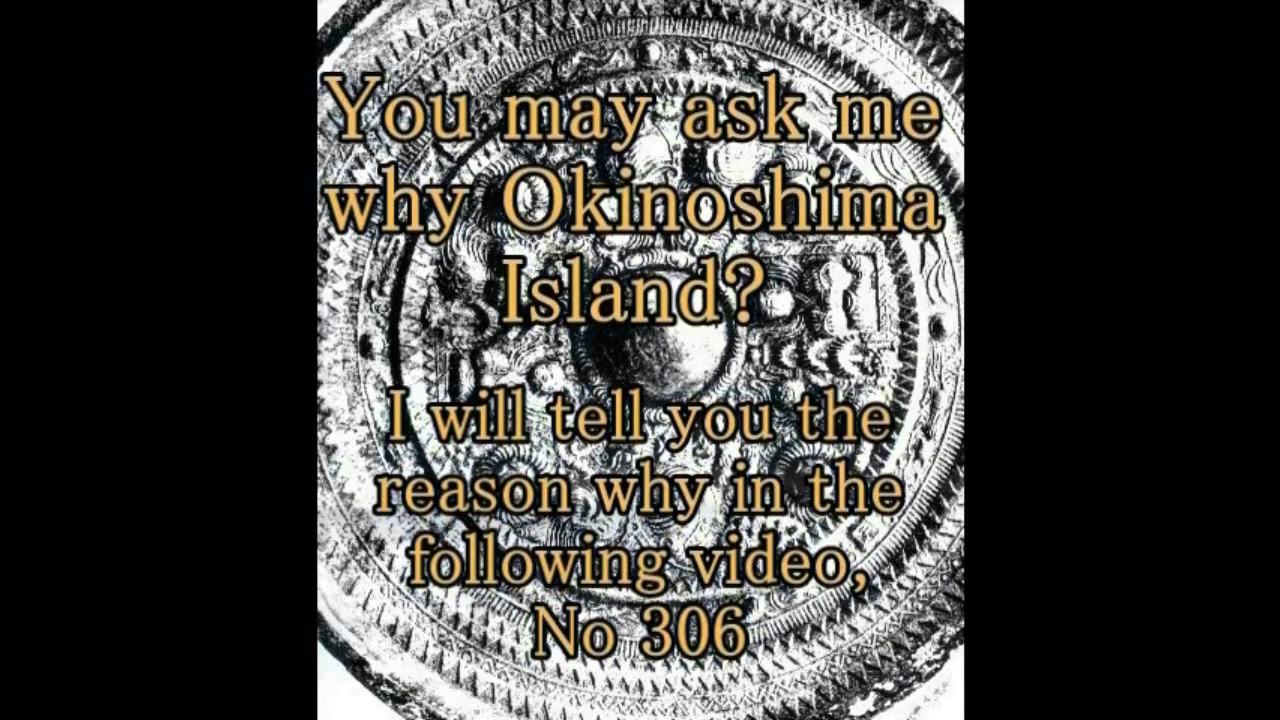 You may ask me
why Okinoshima
Island?
I will tell you the
reason why in the
following video,
No 306